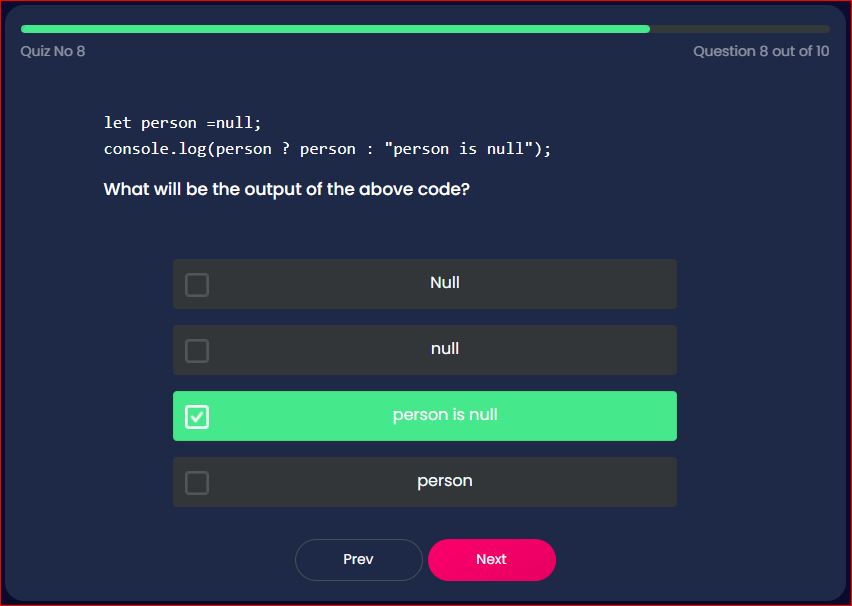 Quiz No 8
Question 8 out of 10
let person =null;
console.log(person ? person : "person is null");
What will be the output of the above code?
Null
null
person is null
person
Prev
Next